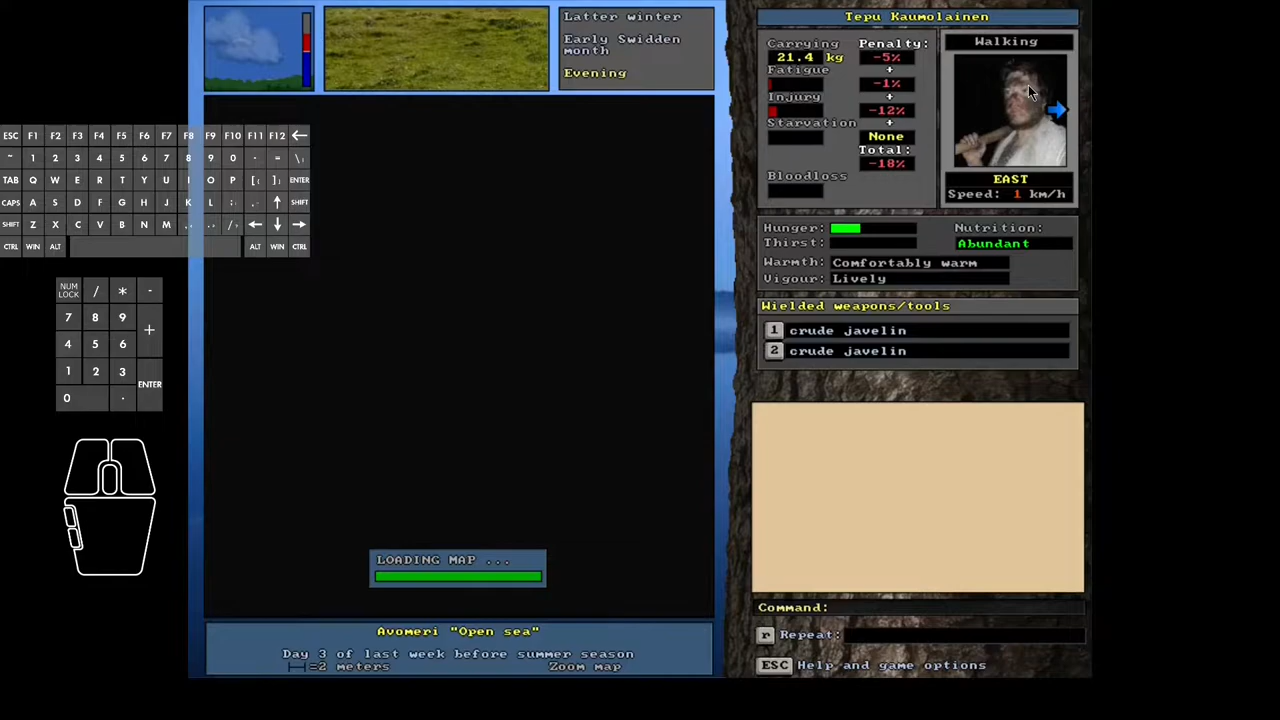 Latter winter
Early Swidden
month
Evening
Tepu Kaumolainen
Carrying
21.4 kg
Penalty:
-5%
+
Fatigue
-1%
+
Injury
-12%
+
Starvation
None
Total:
-18%
Bloodloss
Walking
EAST
Speed: 1 km/h
Hunger:
Thirst:
Nutrition:
Abundant
Warmth: Comfortably warm
Vigour: Lively
Wielded weapons/tools
1 crude javelin
2 crude javelin
Command:
r Repeat:
ESC Help and game options
LOADING MAP ...
Avomeri "Open sea"
Day 3 of last week before summer season
=2 meters Zoom map
ESC F1 F2 F3 F4 F5 F6 F7 F8 F9 F10 F11 F12 ←
~ 1 2 3 4 5 6 7 8 9 0 - = \|
TAB Q W E R T Y U I O P [{ ]} ENTER
CAPS A S D F G H J K L ; ↑ SHIFT
SHIFT Z X C V B N M , . /? ← ↓ →
CTRL WIN ALT ALT WIN CTRL
NUM
LOCK / * -
7 8 9 +
4 5 6
1 2 3 ENTER
0 .